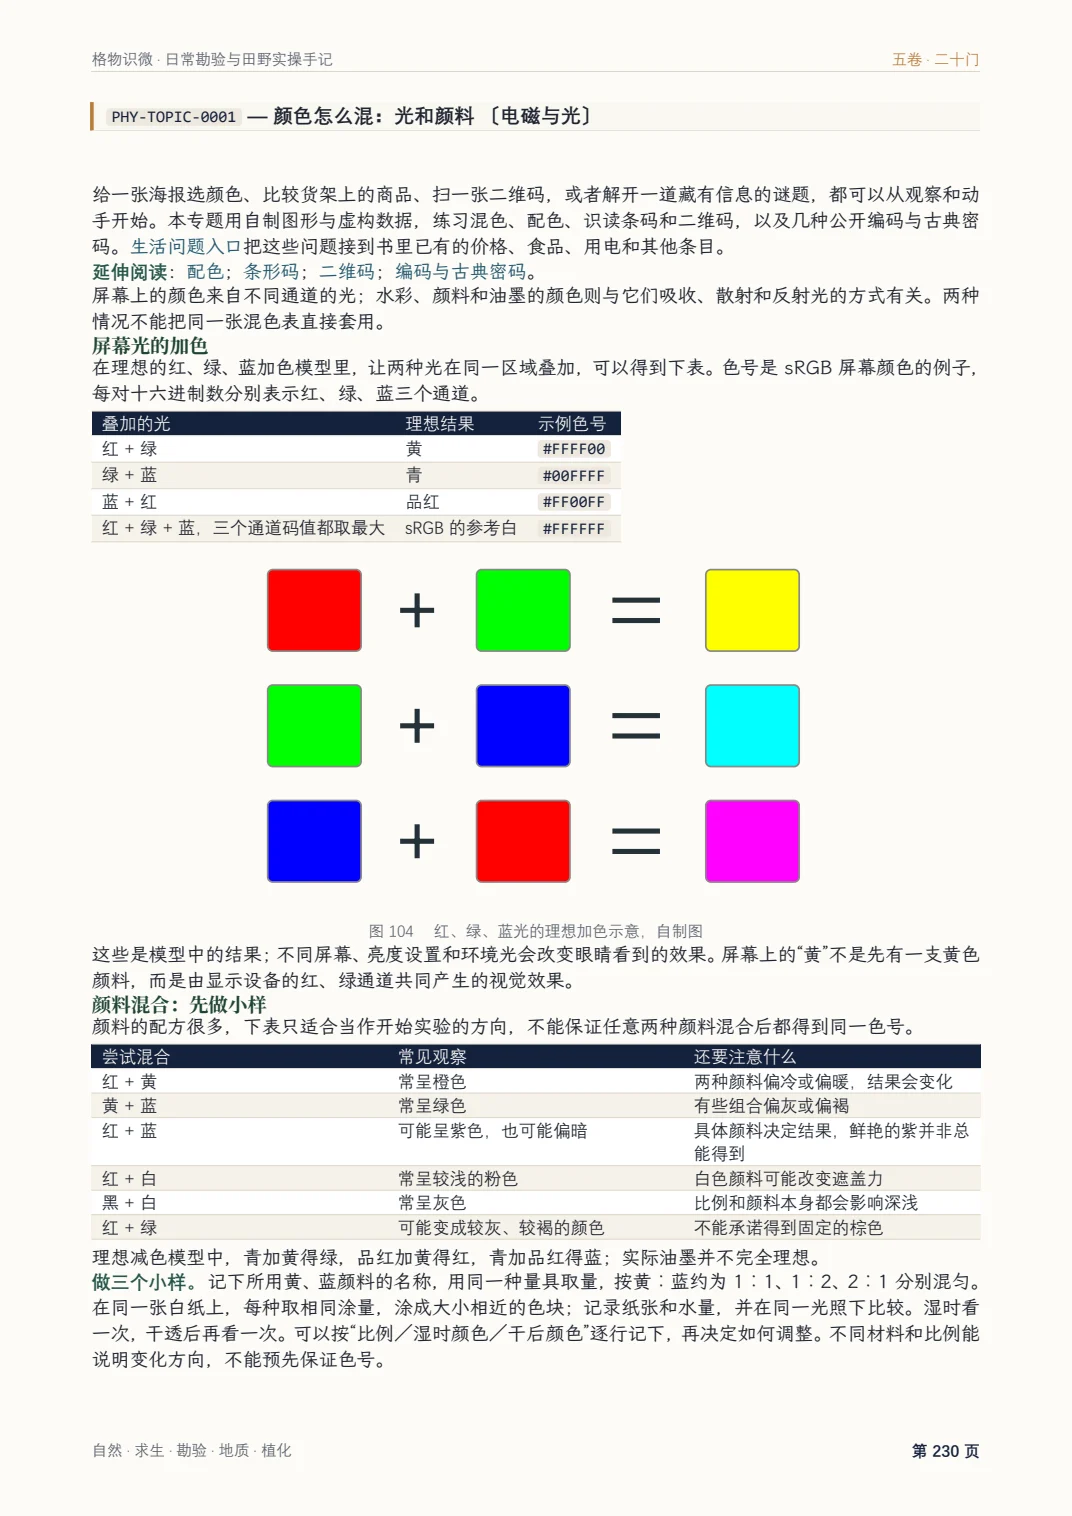 格物识微 · 日常勘验与田野实操手记
五卷 · 二十门
PHY-TOPIC-0001 — 颜色怎么混：光和颜料 〔电磁与光〕
给一张海报选颜色、比较货架上的商品、扫一张二维码，或者解开一道藏有信息的谜题，都可以从观察和动
手开始。本专题用自制图形与虚构数据，练习混色、配色、识读条码和二维码，以及几种公开编码与古典密
码。生活问题入口把这些问题接到书里已有的价格、食品、用电和其他条目。
延伸阅读：配色；条形码；二维码；编码与古典密码。
屏幕上的颜色来自不同通道的光；水彩、颜料和油墨的颜色则与它们吸收、散射和反射光的方式有关。两种
情况不能把同一张混色表直接套用。
屏幕光的加色
在理想的红、绿、蓝加色模型里，让两种光在同一区域叠加，可以得到下表。色号是 sRGB 屏幕颜色的例子，
每对十六进制数分别表示红、绿、蓝三个通道。
叠加的光 理想结果 示例色号
红 + 绿 黄 #FFFF00
绿 + 蓝 青 #00FFFF
蓝 + 红 品红 #FF00FF
红 + 绿 + 蓝，三个通道码值都取最大 sRGB 的参考白 #FFFFFF
+ =
+ =
+ =
图 104 红、绿、蓝光的理想加色示意，自制图
这些是模型中的结果；不同屏幕、亮度设置和环境光会改变眼睛看到的效果。屏幕上的“黄”不是先有一支黄色
颜料，而是由显示设备的红、绿通道共同产生的视觉效果。
颜料混合：先做小样
颜料的配方很多，下表只适合当作开始实验的方向，不能保证任意两种颜料混合后都得到同一色号。
尝试混合 常见观察 还要注意什么
红 + 黄 常呈橙色 两种颜料偏冷或偏暖，结果会变化
黄 + 蓝 常呈绿色 有些组合偏灰或偏褐
红 + 蓝 可能呈紫色，也可能偏暗 具体颜料决定结果，鲜艳的紫并非总
能得到
红 + 白 常呈较浅的粉色 白色颜料可能改变遮盖力
黑 + 白 常呈灰色 比例和颜料本身都会影响深浅
红 + 绿 可能变成较灰、较褐的颜色 不能承诺得到固定的棕色
理想减色模型中，青加黄得绿，品红加黄得红，青加品红得蓝；实际油墨并不完全理想。
做三个小样。记下所用黄、蓝颜料的名称，用同一种量具取量，按黄∶蓝约为 1∶1、1∶2、2∶1 分别混匀。
在同一张白纸上，每种取相同涂量，涂成大小相近的色块；记录纸张和水量，并在同一光照下比较。湿时看
一次，干透后再看一次。可以按“比例／湿时颜色／干后颜色”逐行记下，再决定如何调整。不同材料和比例能
说明变化方向，不能预先保证色号。
自然 · 求生 · 勘验 · 地质 · 植化
第 230 页